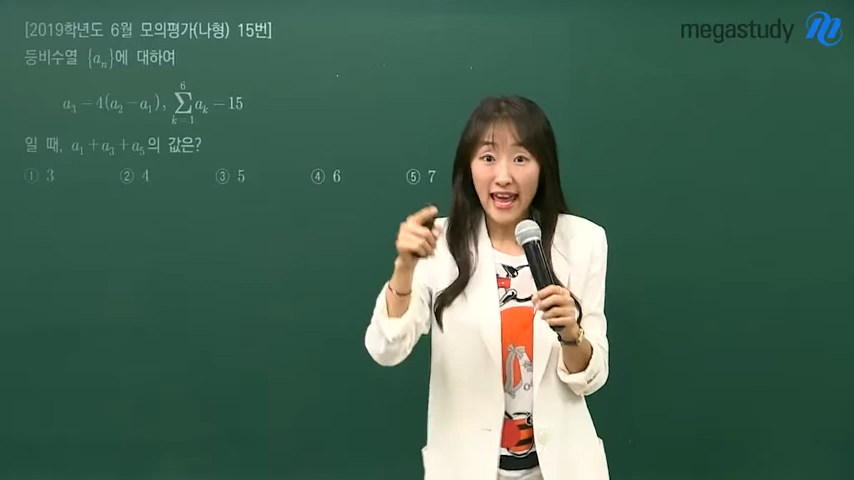 [2019학년도 6월 모의평가(나형) 15번]
megastudy
등비수열 {aₙ}에 대하여
a₃ = 4(a₂ − a₁), ∑ₖ₌₁⁶ aₖ = 15
일 때, a₁ + a₃ + a₅의 값은?
① 3 ② 4 ③ 5 ④ 6 ⑤ 7